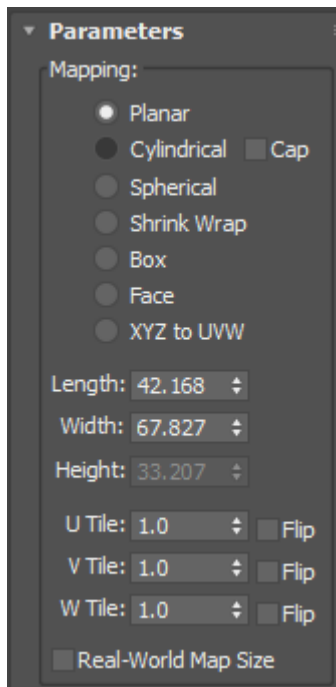 Parameters
Mapping:
Planar
Cylindrical Cap
Spherical
Shrink Wrap
Box
Face
XYZ to UVW
Length: 42.168
Width: 67.827
Height: 33.207
U Tile: 1.0 Flip
V Tile: 1.0 Flip
W Tile: 1.0 Flip
Real-World Map Size